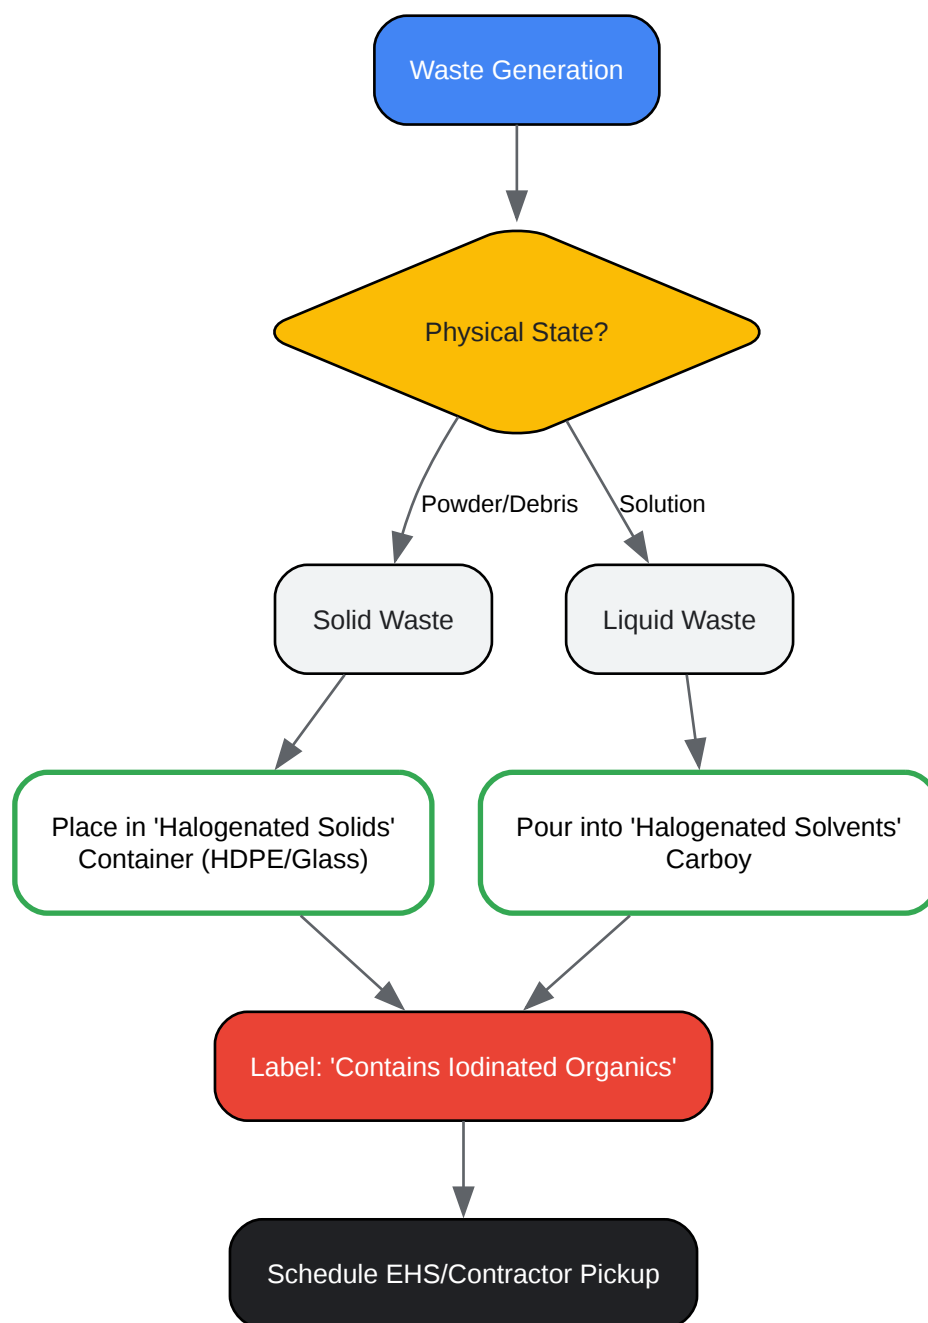 Waste Generation
Physical State?
Powder/Debris
Solution
Solid Waste
Liquid Waste
Place in 'Halogenated Solids'
Container (HDPE/Glass)
Pour into 'Halogenated Solvents'
Carboy
Label: 'Contains Iodinated Organics'
Schedule EHS/Contractor Pickup